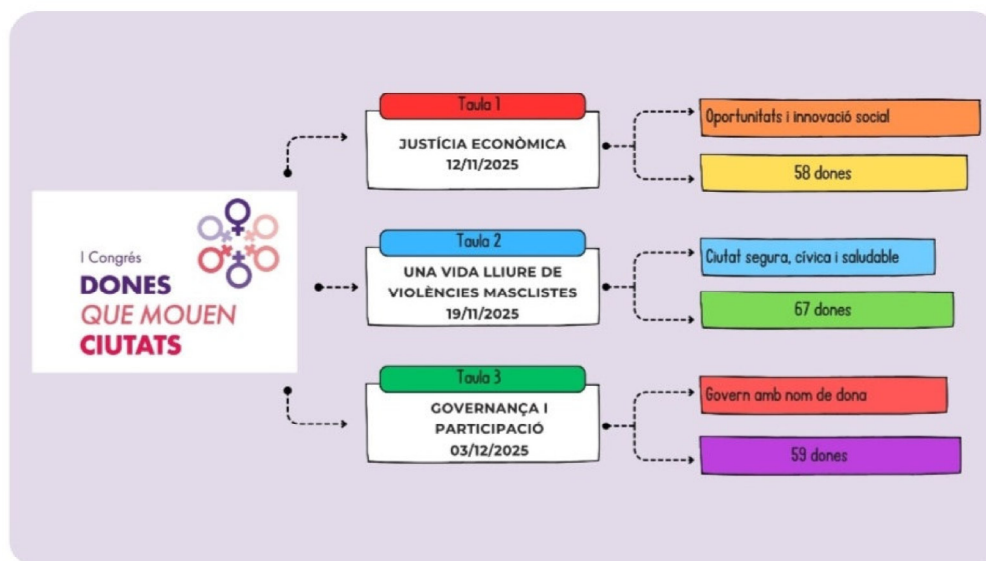 I Congrés
DONES
QUE MOUEN
CIUTATS
Taula 1
JUSTÍCIA ECONÒMICA
12/11/2025
Oportunitats i innovació social
58 dones
Taula 2
UNA VIDA LLIURE DE
VIOLÈNCIES MASCLISTES
19/11/2025
Ciutat segura, cívica i saludable
67 dones
Taula 3
GOVERNANÇA I
PARTICIPACIÓ
03/12/2025
Govern amb nom de dona
59 dones